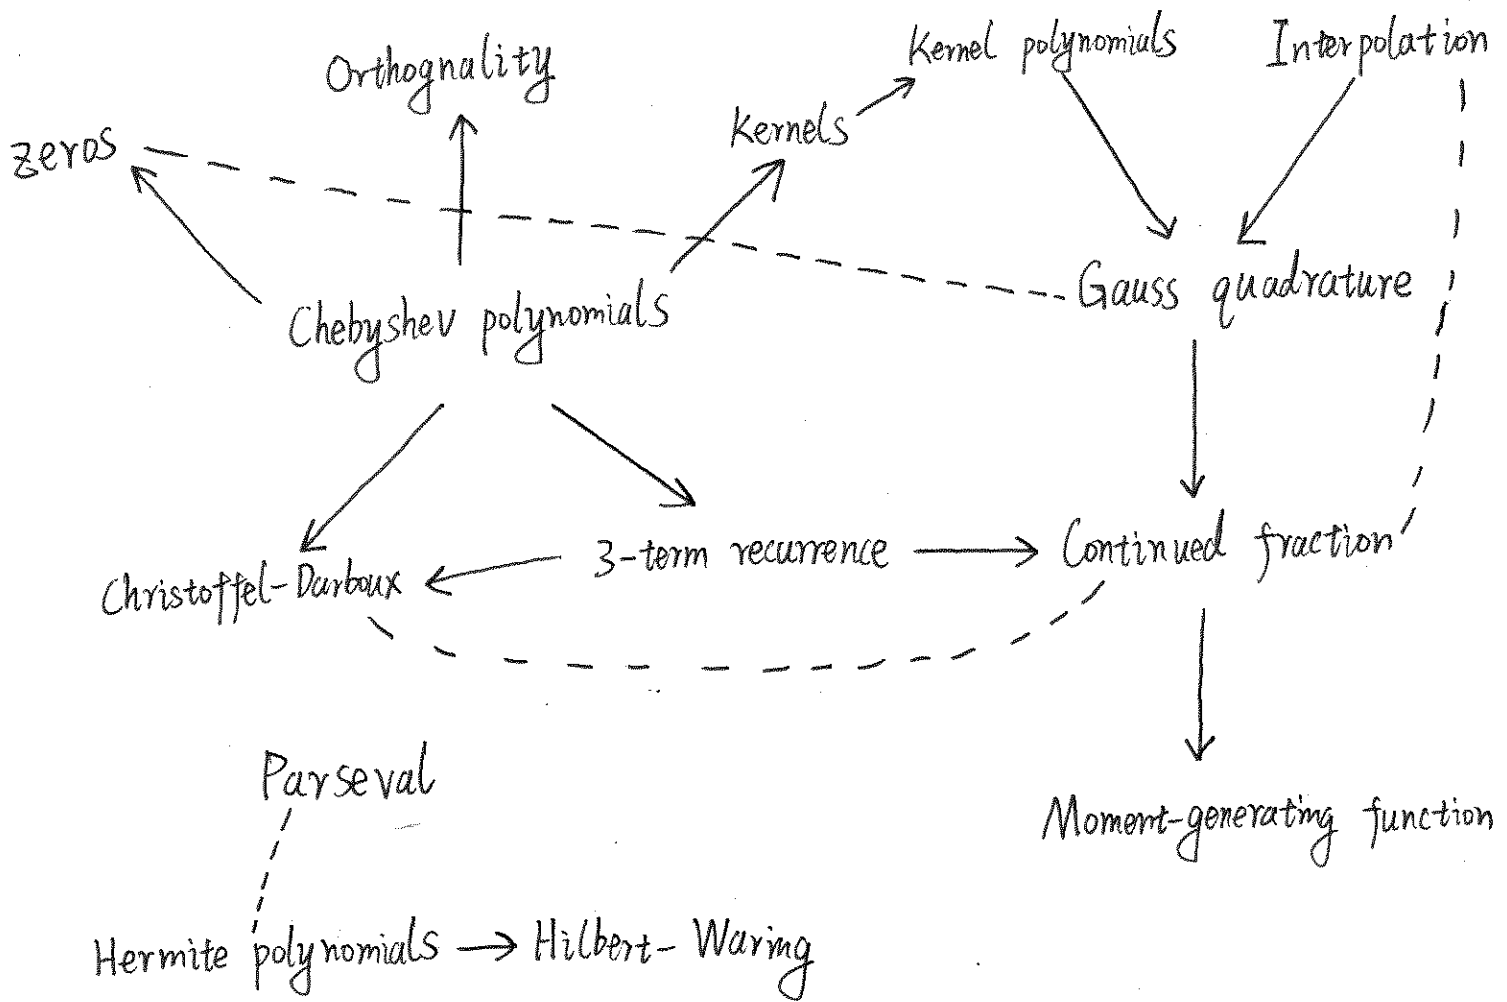 Orthognality
Kernel polynomials
Interpolation
Kernels
zeros
Gauss quadrature
Chebyshev polynomials
3-term recurrence
Continued fraction
Christoffel-Darboux
Parseval
Moment-generating function
Hermite polynomials
Hilbert-Waring